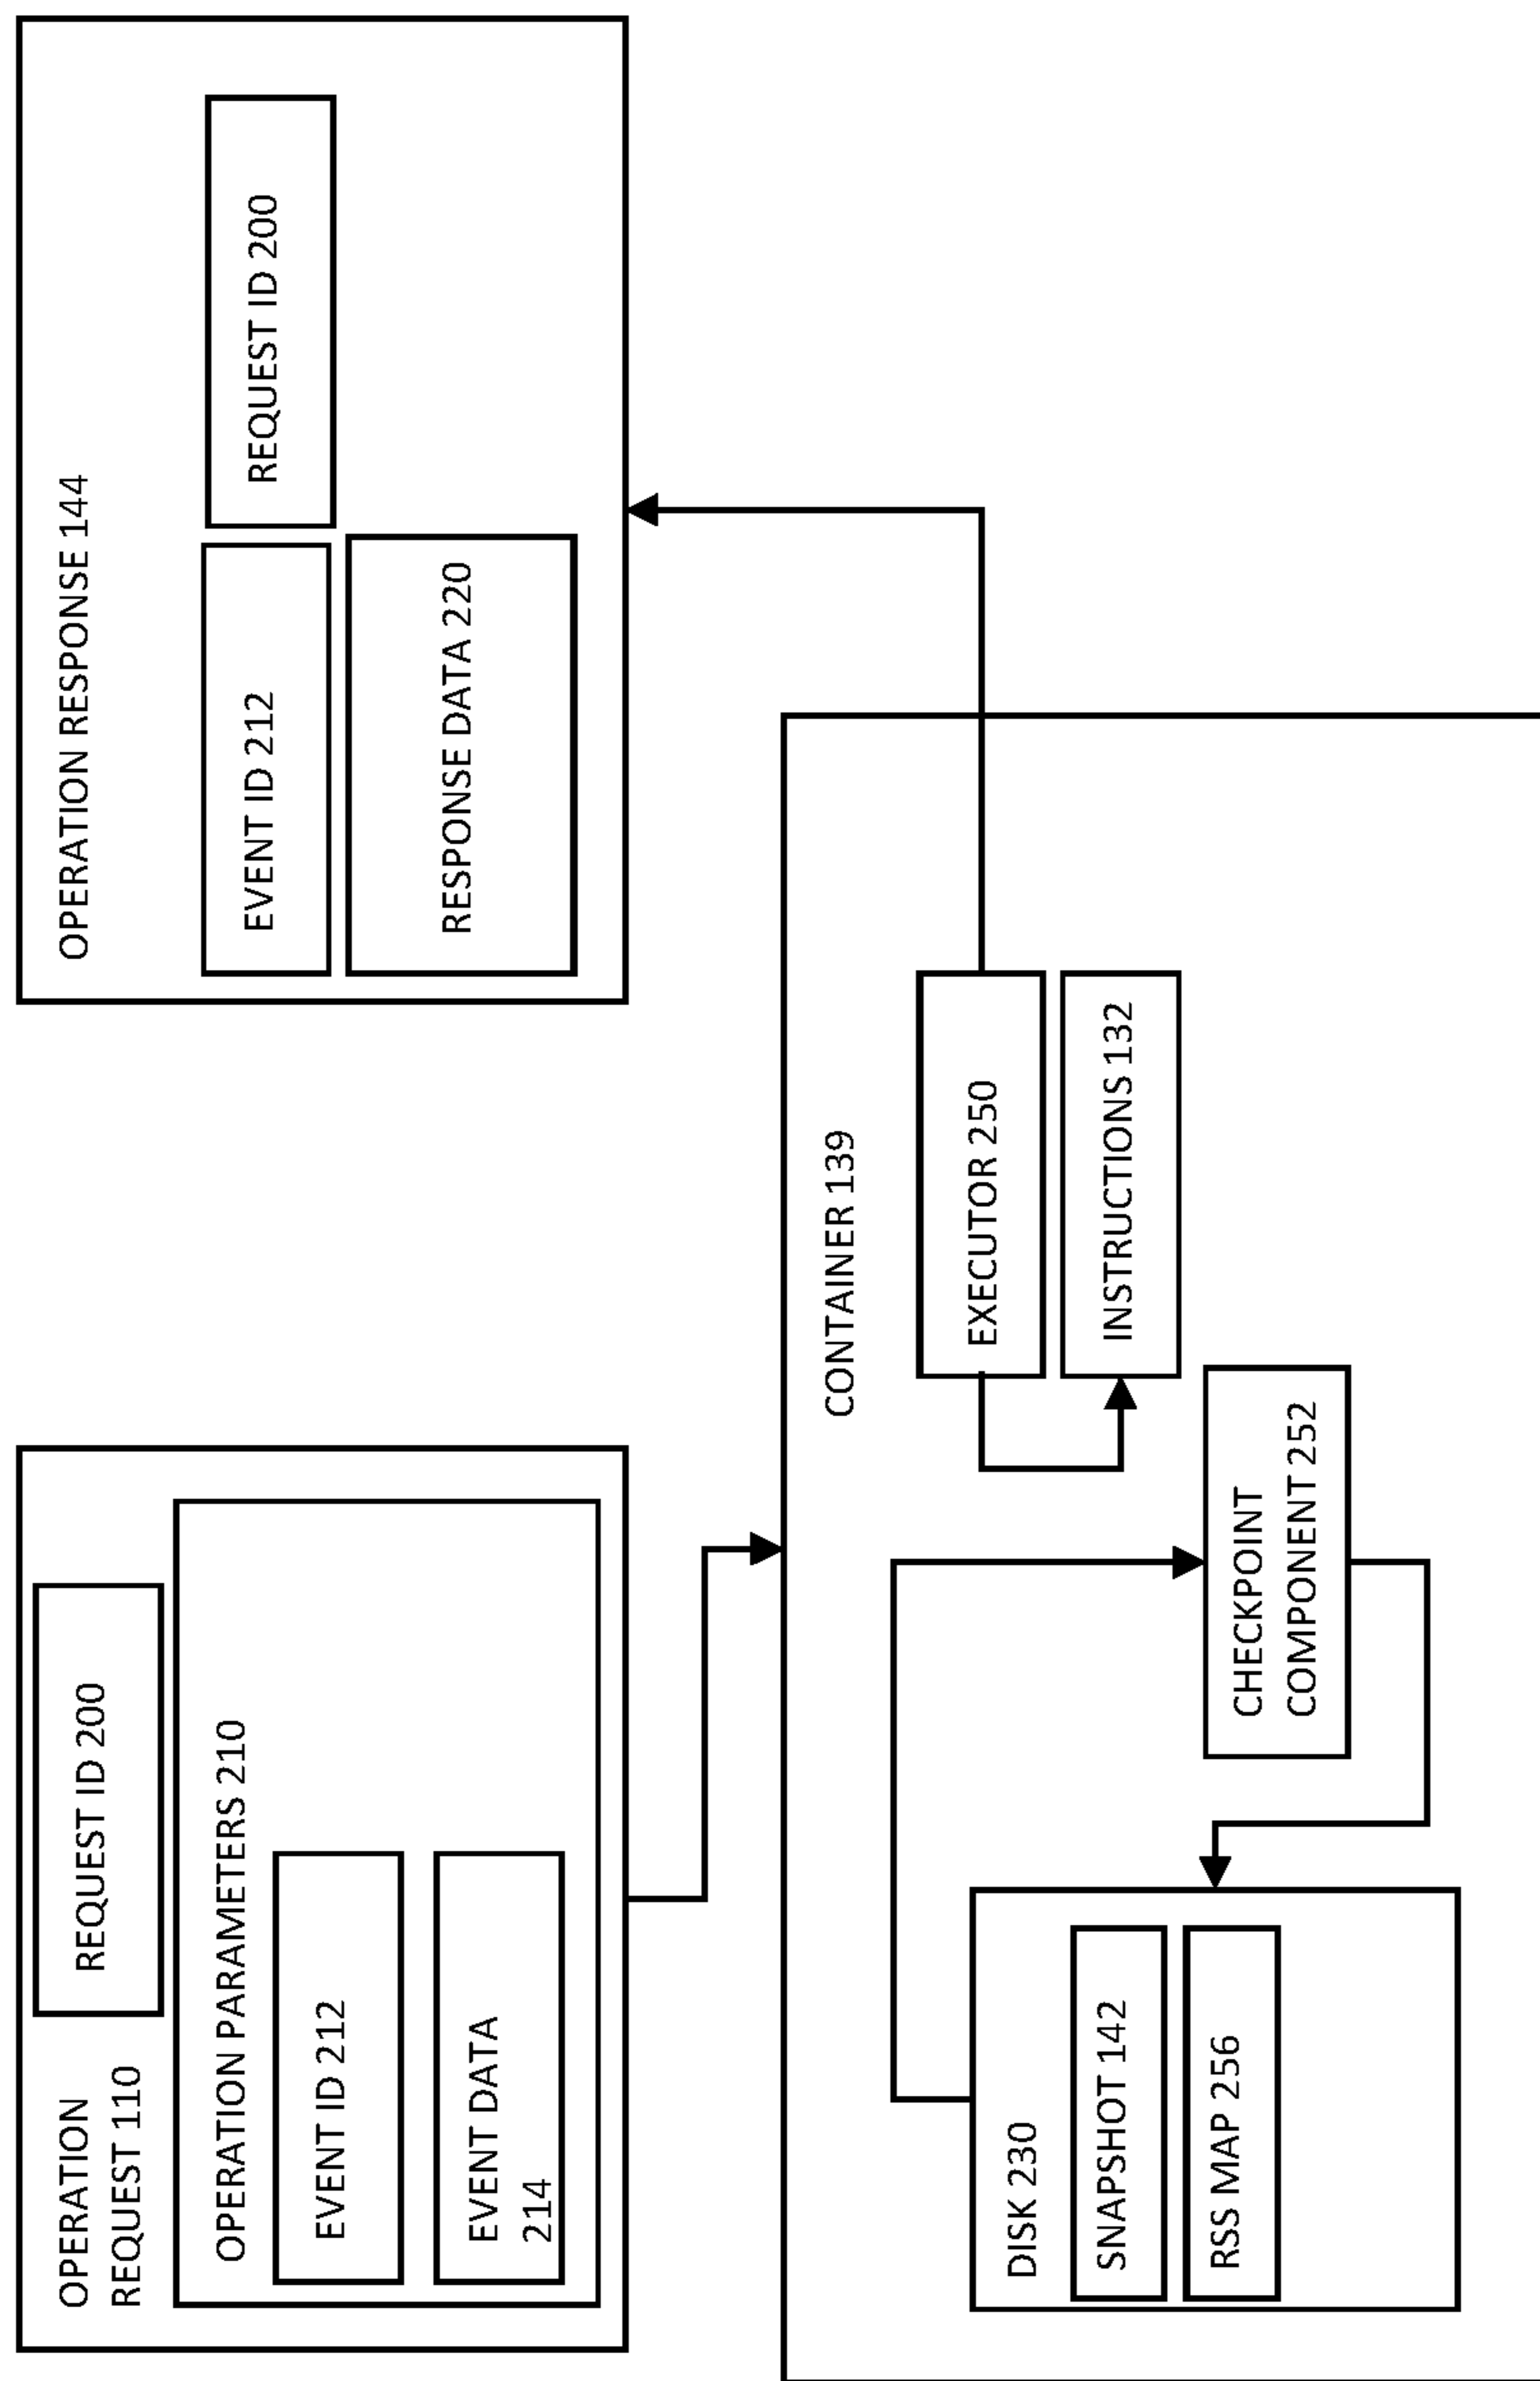 OPERATION
REQUEST 110
REQUEST ID 200
OPERATION PARAMETERS 210
EVENT ID 212
EVENT DATA
214
OPERATION RESPONSE 144
EVENT ID 212
REQUEST ID 200
RESPONSE DATA 220
CONTAINER 139
DISK 230
SNAPSHOT 142
RSS MAP 256
CHECKPOINT
COMPONENT 252
EXECUTOR 250
INSTRUCTIONS 132